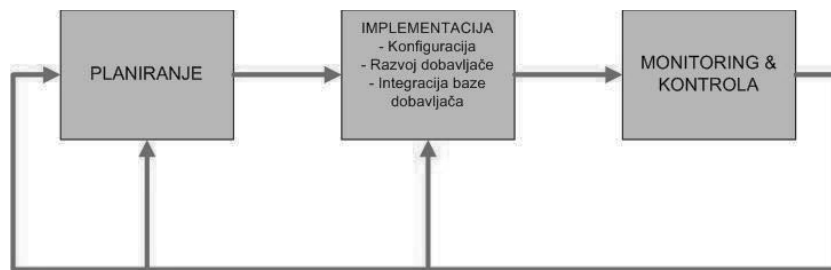 PLANIRANJE
IMPLEMENTACIJA
- Konfiguracija
- Razvoj dobavljače
- Integracija baze
dobavljača
MONITORING &
KONTROLA